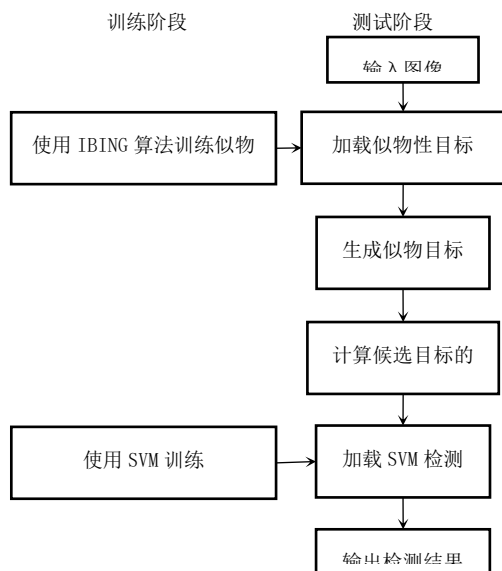 训练阶段
测试阶段
输入图像
使用 IBING 算法训练似物
加载似物性目标
生成似物目标
计算候选目标的
使用 SVM 训练
加载 SVM 检测
输出检测结果